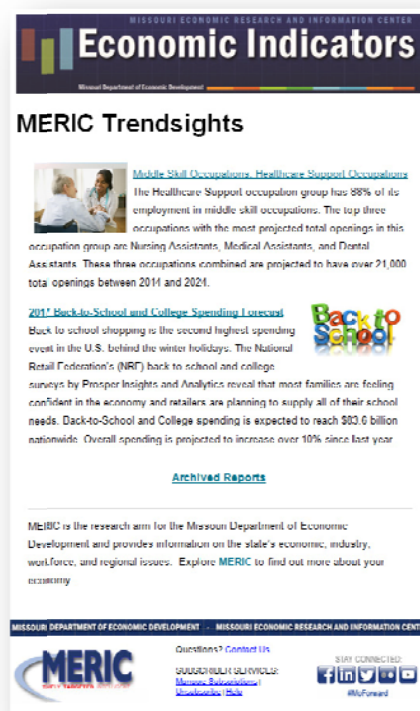 MISSOURI ECONOMIC RESEARCH AND INFORMATION CENTER
Economic Indicators
Missouri Department of Economic Development
MERIC Trendsights
Middle Skill Occupations: Healthcare Support Occupations
The Healthcare Support occupation group has 88% of its
employment in middle skill occupations. The top three
occupations with the most projected total openings in this
occupation group are Nursing Assistants, Medical Assistants, and Dental
Assistants. These three occupations combined are projected to have over 21,000
total openings between 2014 and 2024.
Back-to-School and College Spending Forecast
Back to
School
Back to school shopping is the second highest spending
event in the U.S. behind the winter holidays. The National
Retail Federation's (NRF) back to school and college
surveys by Prosper Insights and Analytics reveal that most families are feeling
confident in the economy and retailers are planning to supply all of their school
needs. Back-to-School and College spending is expected to reach $83.6 billion
nationwide. Overall spending is projected to increase over 10% since last year
Archived Reports
MERIC is the research arm for the Missouri Department of Economic
Development and provides information on the state's economic, industry,
workforce, and regional issues. Explore MERIC to find out more about your
economy
MISSOURI DEPARTMENT OF ECONOMIC DEVELOPMENT - MISSOURI ECONOMIC RESEARCH AND INFORMATION CENT
MERIC
Questions? Contact Us
SUBSCRIBER SERVICES:
Manage Subscriptions |
Unsubscribe | Help
STAY CONNECTED:
#MoForward